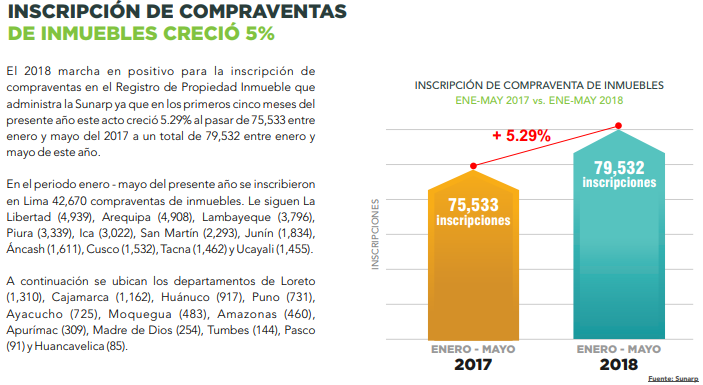 INSCRIPCIÓN DE COMPRAVENTAS
DE INMUEBLES CRECIÓ 5%
El 2018 marcha en positivo para la inscripción de
compraventas en el Registro de Propiedad Inmueble que
administra la Sunarp ya que en los primeros cinco meses del
presente año este acto creció 5.29% al pasar de 75,533 entre
enero y mayo del 2017 a un total de 79,532 entre enero y
mayo de este año.
En el periodo enero - mayo del presente año se inscribieron
en Lima 42,670 compraventas de inmuebles. Le siguen La
Libertad (4,939), Arequipa (4,908), Lambayeque (3,796),
Piura (3,339), Ica (3,022), San Martín (2,293), Junín (1,834),
Áncash (1,611), Cusco (1,532), Tacna (1,462) y Ucayali (1,455).
A continuación se ubican los departamentos de Loreto
(1,310), Cajamarca (1,162), Huánuco (917), Puno (731),
Ayacucho (725), Moquegua (483), Amazonas (460),
Apurímac (309), Madre de Dios (254), Tumbes (144), Pasco
(91) y Huancavelica (85).
INSCRIPCIÓN DE COMPRAVENTA DE INMUEBLES
ENE-MAY 2017 vs. ENE-MAY 2018
+ 5.29%
79,532
inscripciones
75,533
inscripciones
INSCRIPCIONES
ENERO - MAYO
2017
ENERO - MAYO
2018
Fuente: Sunarp